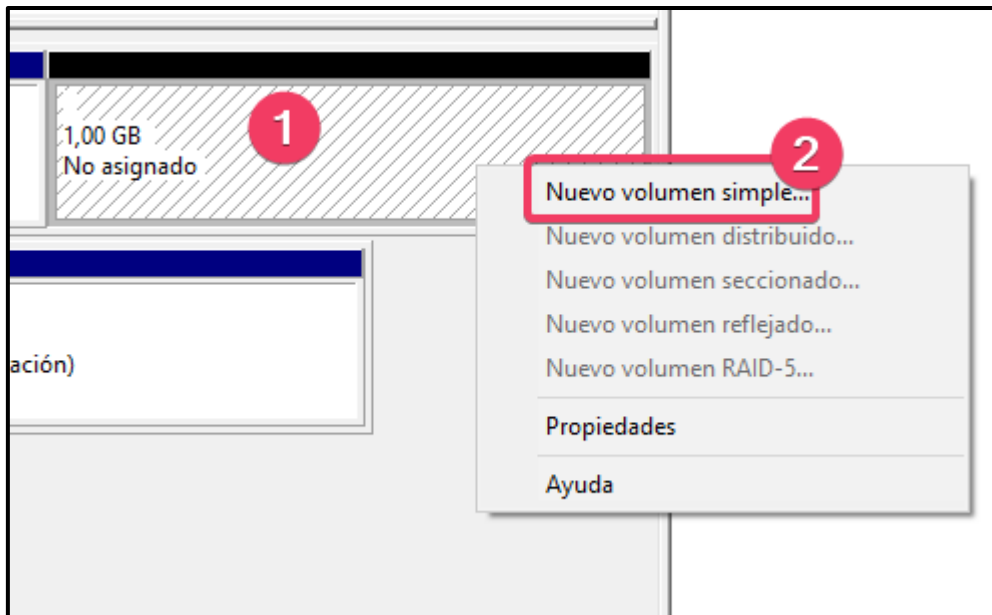 1,00 GB
No asignado
1
2
Nuevo volumen simple...
Nuevo volumen distribuido...
Nuevo volumen seccionado...
Nuevo volumen reflejado...
Nuevo volumen RAID-5...
ación)
Propiedades
Ayuda